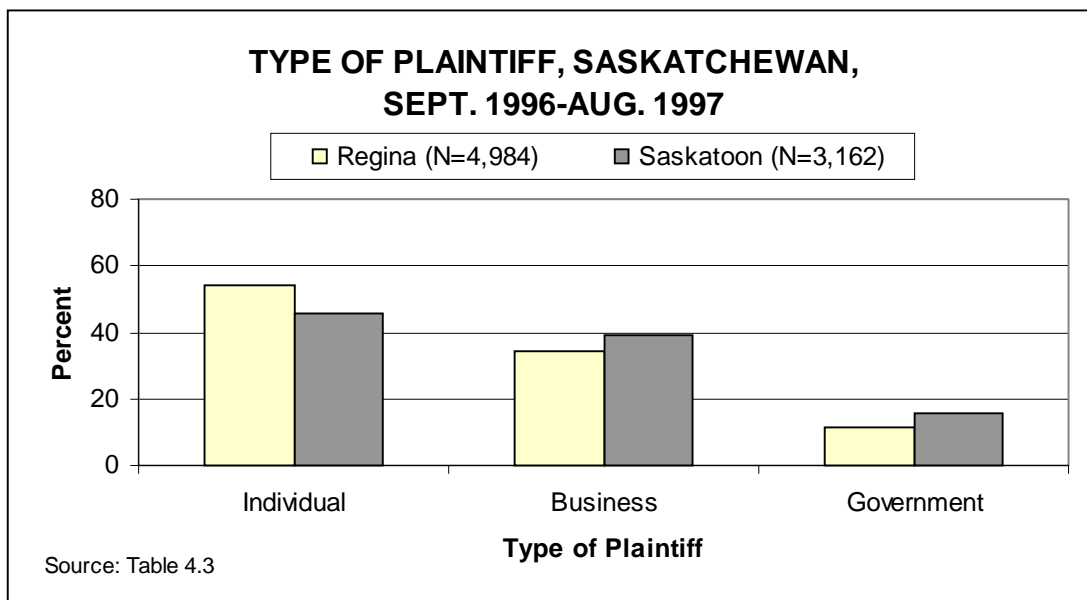 TYPE OF PLAINTIFF, SASKATCHEWAN,
SEPT. 1996-AUG. 1997
Regina (N=4,984) Saskatoon (N=3,162)
80
60
40
20
0
Percent
Individual Business Government
Type of Plaintiff
Source: Table 4.3